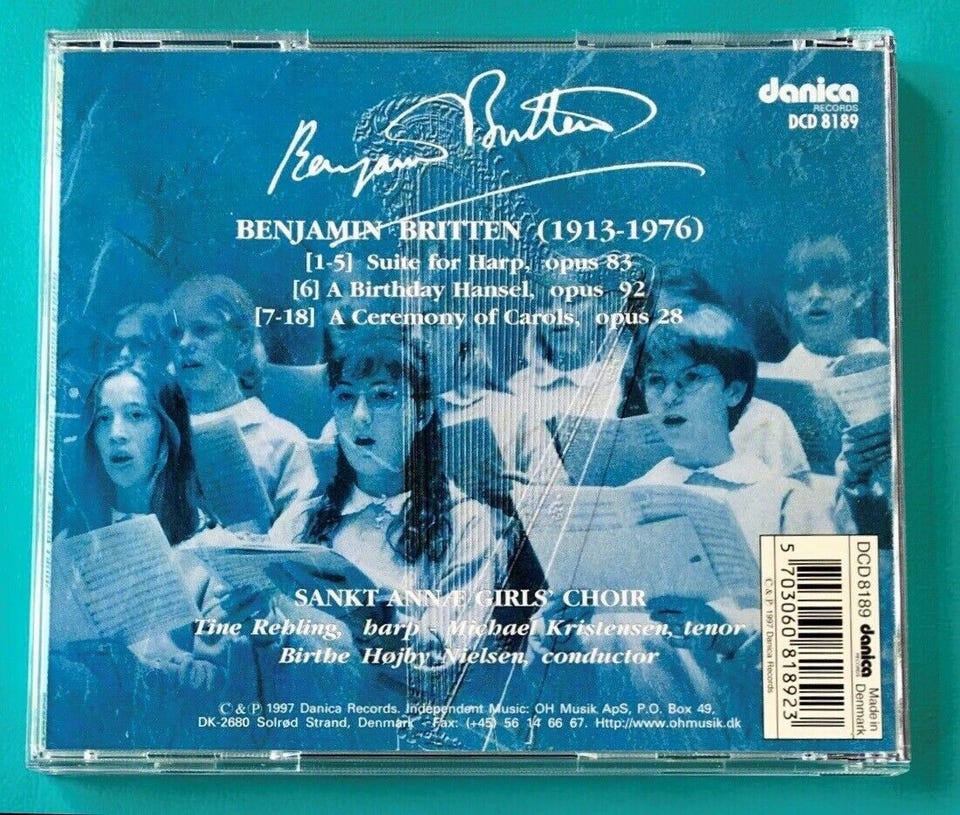 Benjamin Britten
danica
RECORDS
DCD 8189
BENJAMIN BRITTEN (1913-1976)
[1-5] Suite for Harp, opus 83
[6] A Birthday Hansel, opus 92
[7-18] A Ceremony of Carols, opus 28
SANKT ANNÆ GIRLS' CHOIR
Tine Rehling, harp - Michael Kristensen, tenor
Birthe Højby Nielsen, conductor
℗ & © 1997 Danica Records. Independent Music: OH Musik ApS, P.O. Box 49,
DK-2680 Solrød Strand, Denmark - Fax: (+45) 56 14 66 67. Http://www.ohmusik.dk
5 703060 818923
© & ℗ 1997 Danica Records
DCD 8189 danica
RECORDS
Made in
Denmark